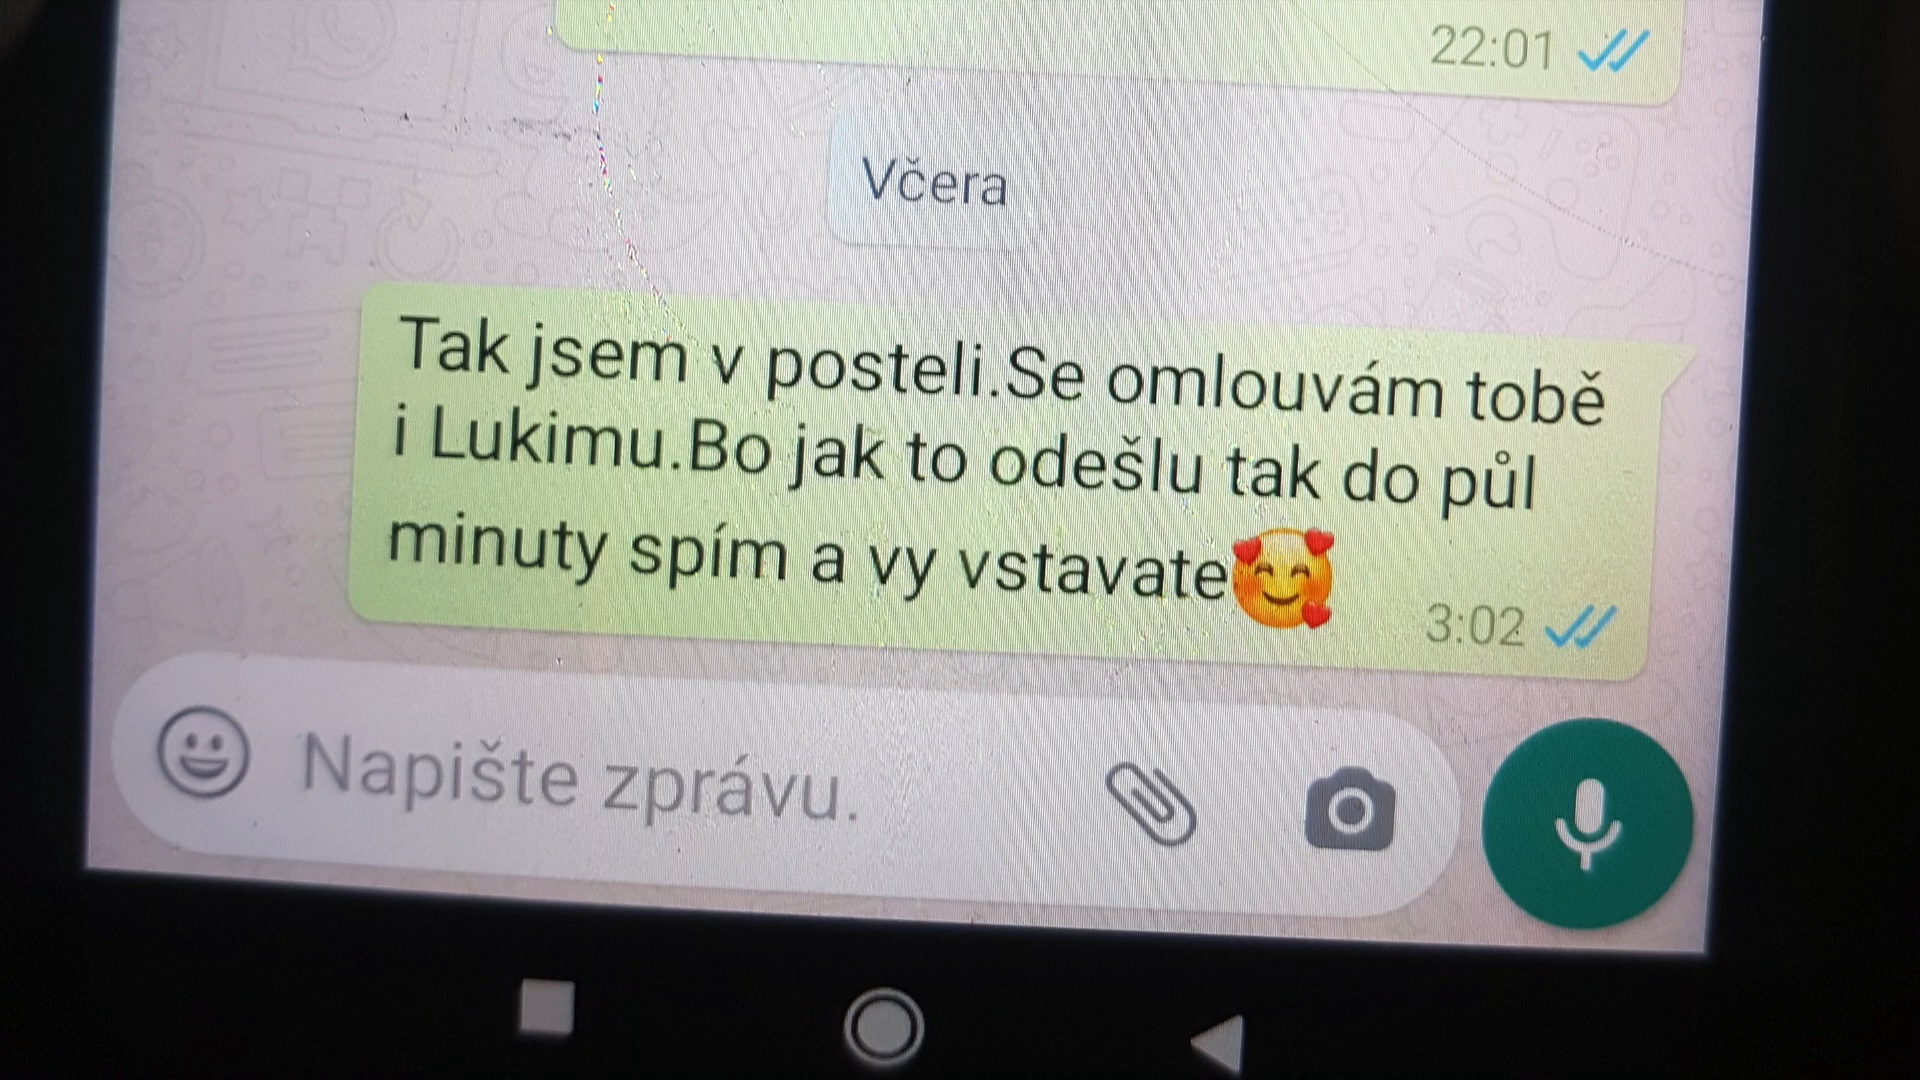 22:01
Včera
Tak jsem v posteli.Se omlouvám tobě
i Lukimu.Bo jak to odešlu tak do půl
minuty spím a vy vstavate🥰
3:02
Napište zprávu.